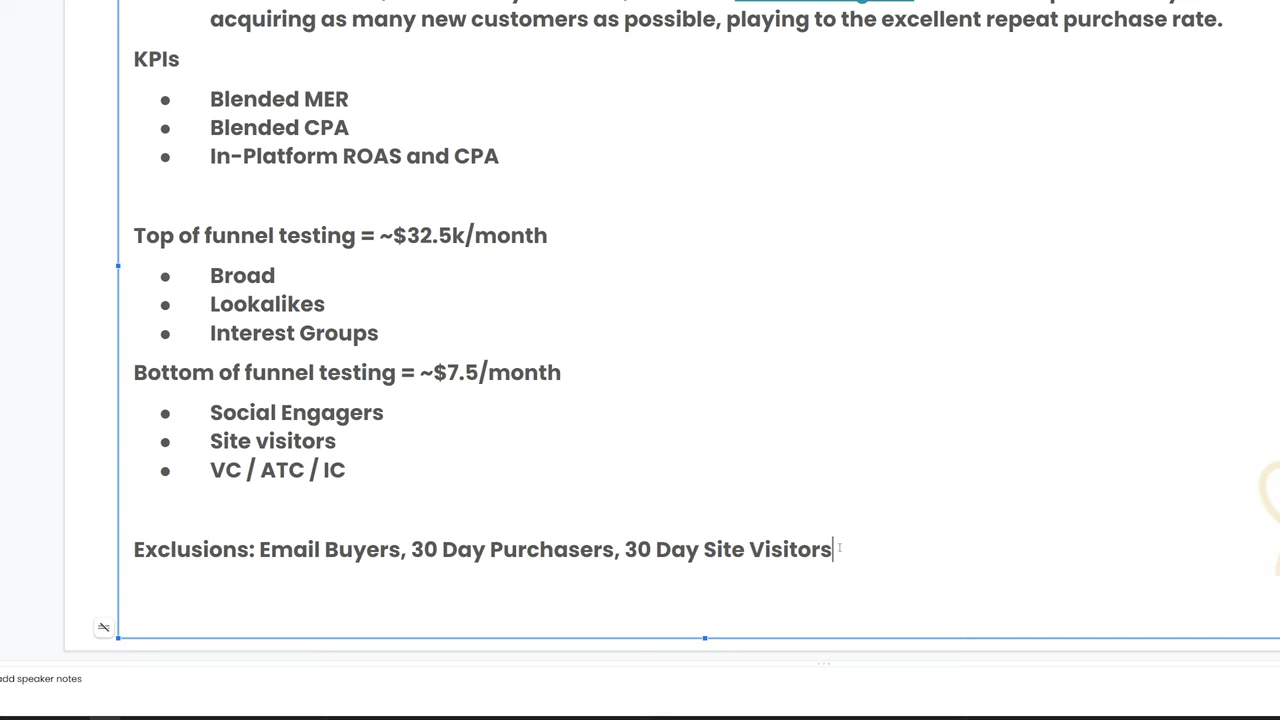 acquiring as many new customers as possible, playing to the excellent repeat purchase rate.
KPIs
● Blended MER
● Blended CPA
● In-Platform ROAS and CPA
Top of funnel testing = ~$32.5k/month
● Broad
● Lookalikes
● Interest Groups
Bottom of funnel testing = ~$7.5/month
● Social Engagers
● Site visitors
● VC / ATC / IC
Exclusions: Email Buyers, 30 Day Purchasers, 30 Day Site Visitors
add speaker notes